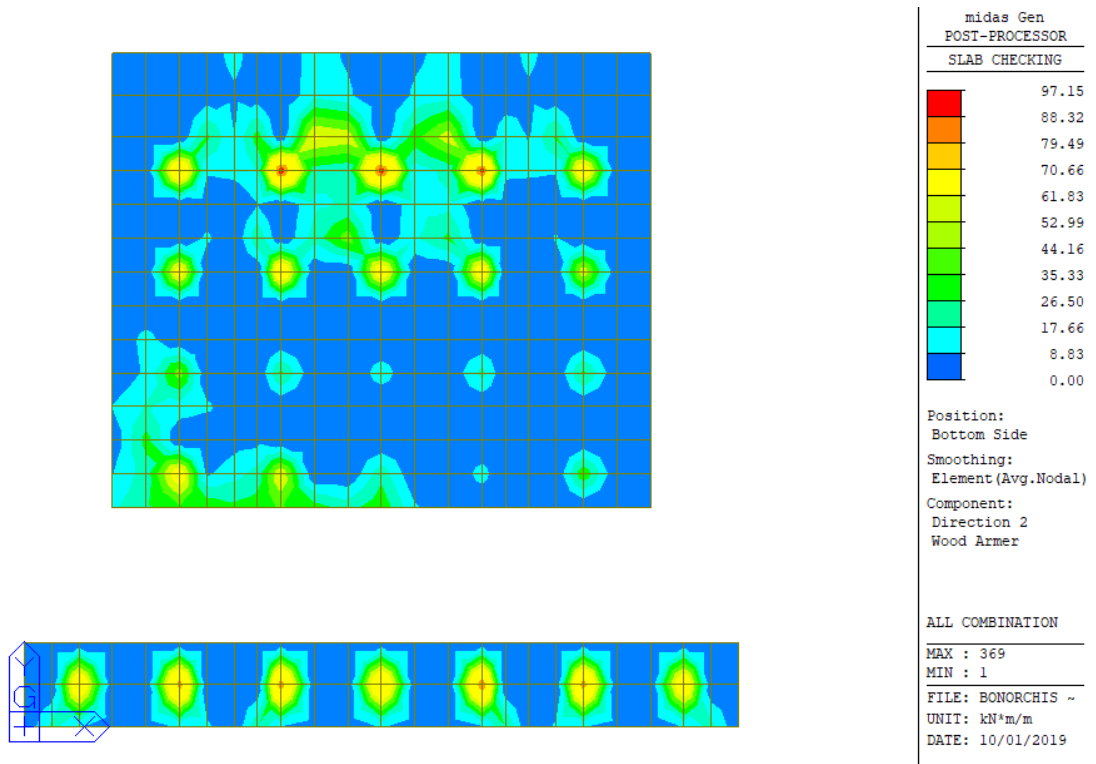 midas Gen
POST-PROCESSOR
SLAB CHECKING
97.15
88.32
79.49
70.66
61.83
52.99
44.16
35.33
26.50
17.66
8.83
0.00
Position:
Bottom Side
Smoothing:
Element(Avg.Nodal)
Component:
Direction 2
Wood Armer
ALL COMBINATION
MAX : 369
MIN : 1
FILE: BONORCHIS ~
UNIT: kN*m/m
DATE: 10/01/2019
Y
G
X